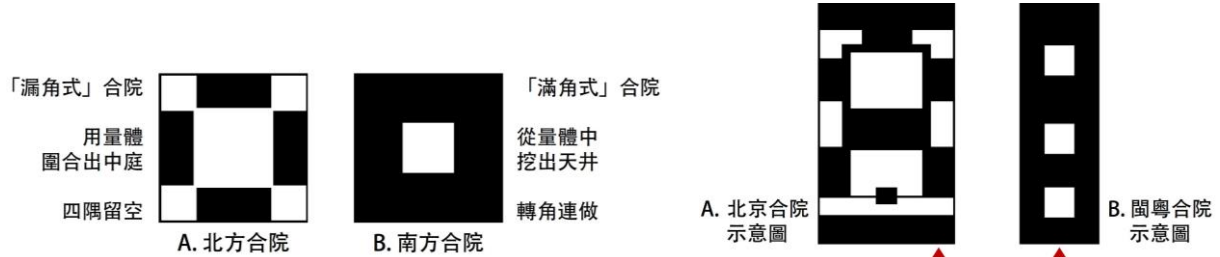 「漏角式」合院
用量體
圍合出中庭
四隅留空
A. 北方合院
「滿角式」合院
從量體中
挖出天井
轉角連做
B. 南方合院
A. 北京合院
示意圖
B. 閩粵合院
示意圖